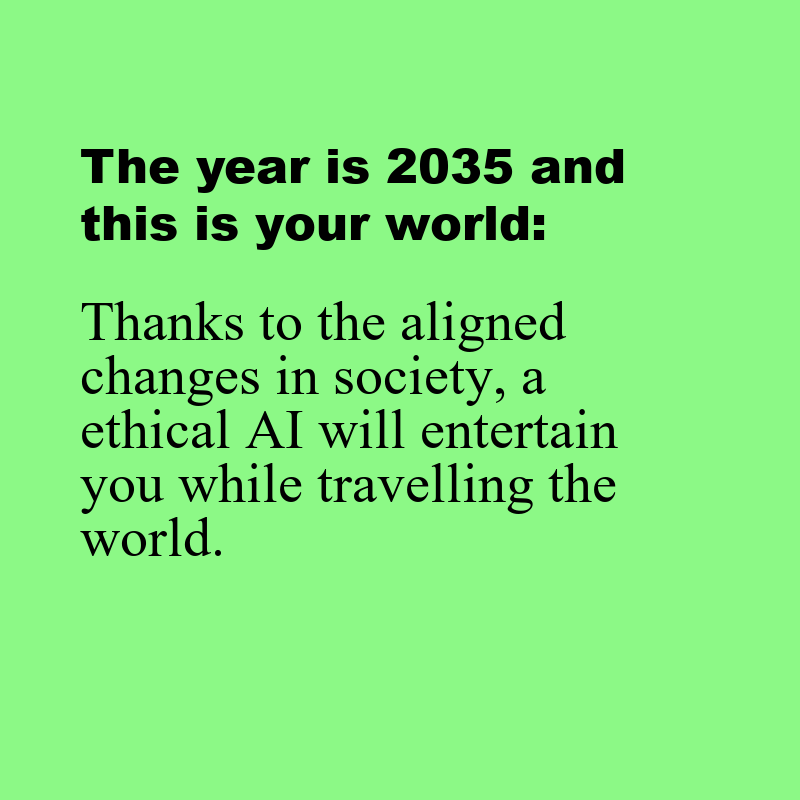 The year is 2035 and
this is your world:
Thanks to the aligned
changes in society, a
ethical AI will entertain
you while travelling the
world.